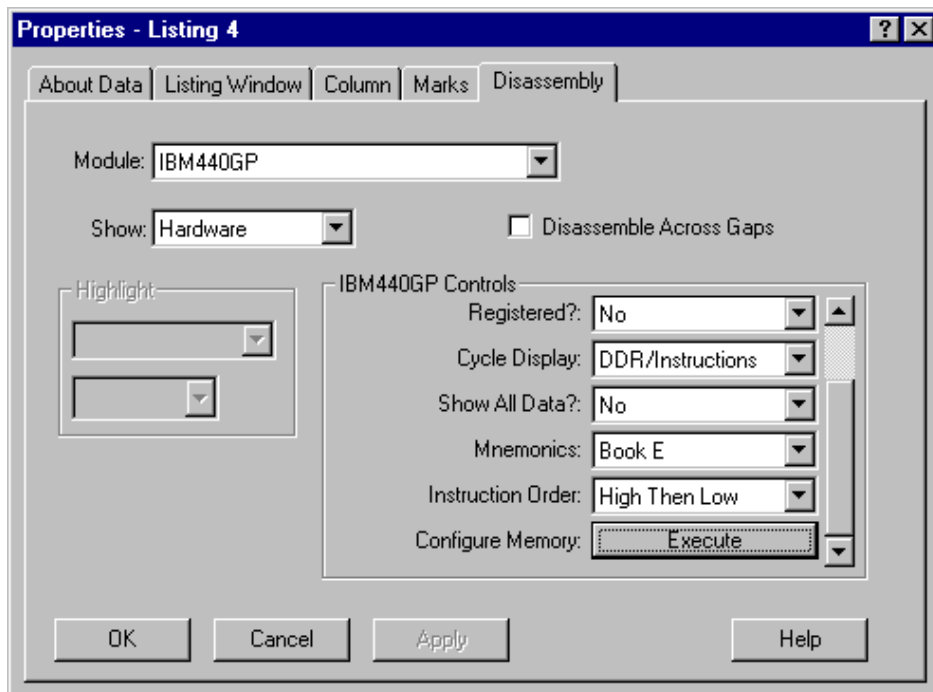 Properties - Listing 4
About Data Listing Window Column Marks Disassembly
Module: IBM440GP
Show: Hardware Disassemble Across Gaps
Highlight IBM440GP Controls
Registered?: No
Cycle Display: DDR/Instructions
Show All Data?: No
Mnemonics: Book E
Instruction Order: High Then Low
Configure Memory: Execute
OK Cancel Apply Help